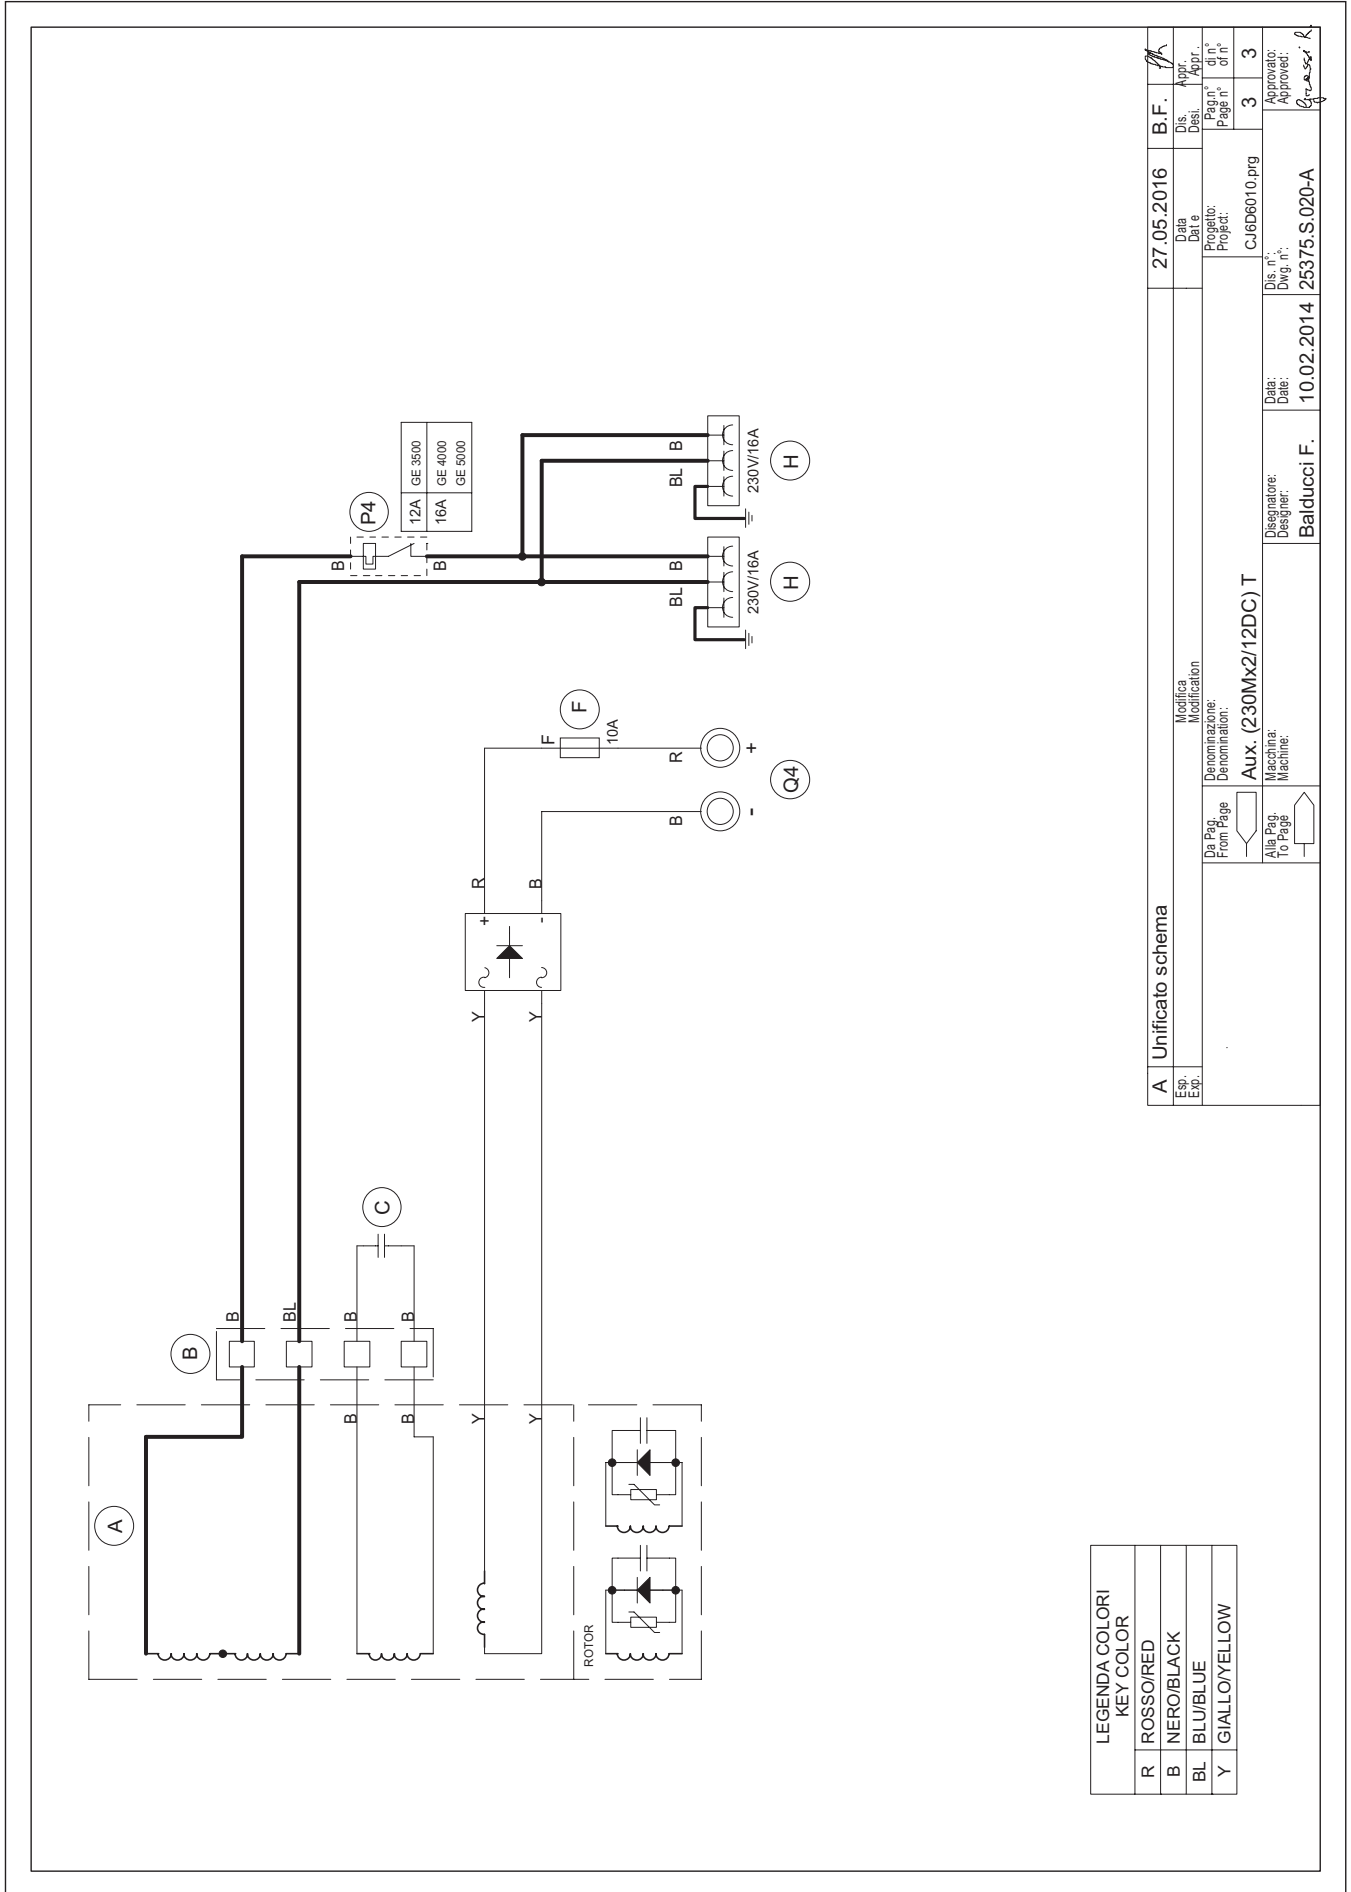 A
B
B
BL
B
B
B
B
Y
Y
ROTOR
C
Y
Y
+
-
R
B
F
F
10A
R
B
+
-
Q4
P4
B
B
12A GE 3500
16A GE 4000
GE 5000
BL B
230V/16A
H
BL B
230V/16A
H
LEGENDA COLORI
KEY COLOR
R ROSSO/RED
B NERO/BLACK
BL BLU/BLUE
Y GIALLO/YELLOW
A Unificato schema 27.05.2016 B.F.
Esp.
Exp.
Modifica
Modification
Data
Dat e
Dis.
Desi.
Appr.
Appr.
Da Pag.
From Page
Denominazione:
Denomination:
Aux. (230Mx2/12DC) T
Progetto:
Project:
CJ6D6010.prg
Pag.n°
Page n°
3
di n°
of n°
3
Alla Pag.
To Page
Macchina:
Machine:
Disegnatore:
Designer:
Balducci F.
Data:
Date:
10.02.2014
Dis. n°:
Dwg. n°:
25375.S.020-A
Approvato:
Approved:
Grossi R.